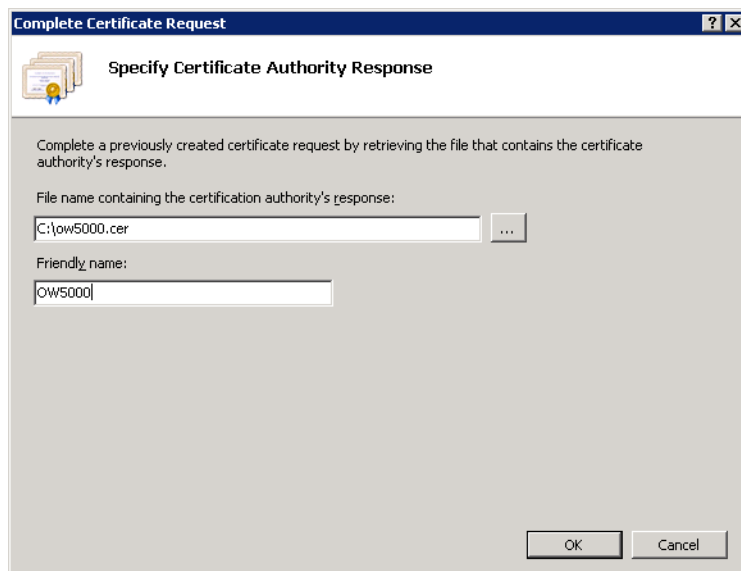 Complete Certificate Request
Specify Certificate Authority Response
Complete a previously created certificate request by retrieving the file that contains the certificate
authority's response.
File name containing the certification authority's response:
C:\ow5000.cer
...
Friendly name:
OW5000
OK Cancel